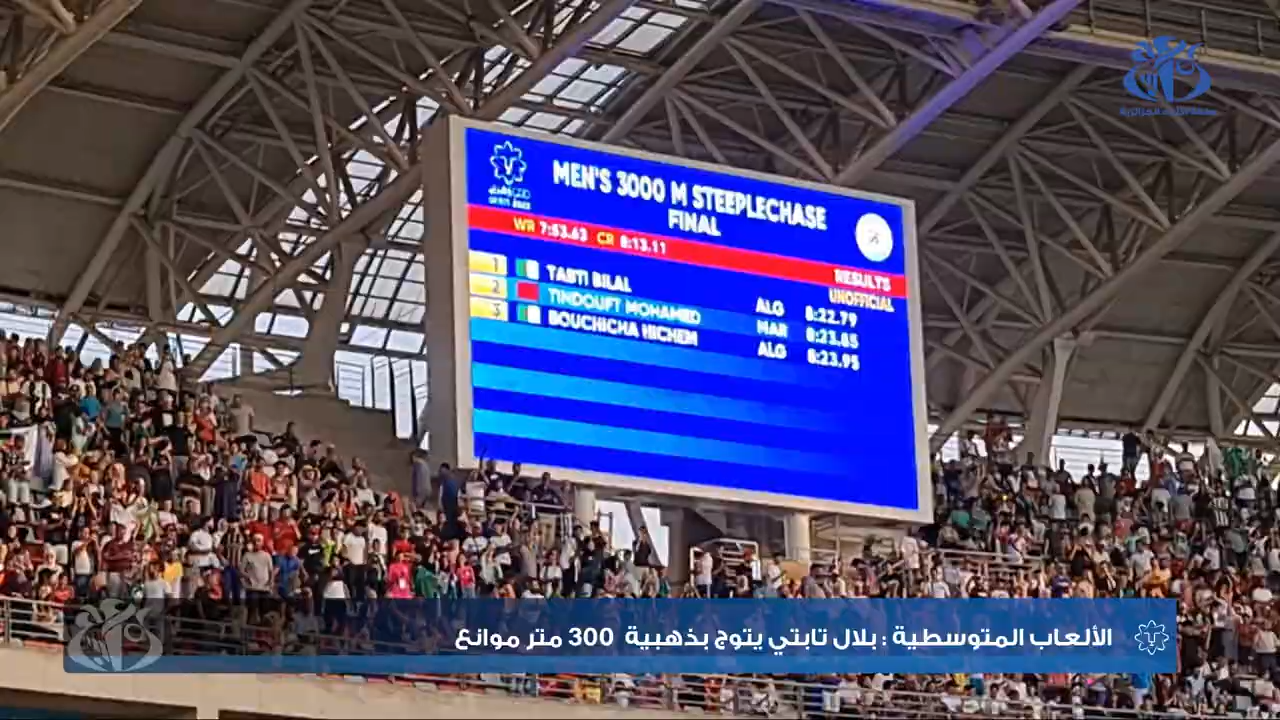 MEN'S 3000 M STEEPLECHASE
FINAL
WR 7:53.63 CR 8:13.11
RESULTS
UNOFFICIAL
1 TABTI BILAL ALG 8:22.79
2 TINDOUFT MOHAMED MAR 8:23.85
3 BOUCHICHA HICHEM ALG 8:23.95
الألعاب المتوسطية : بلال تابتي يتوج بذهبية 300 متر موانع